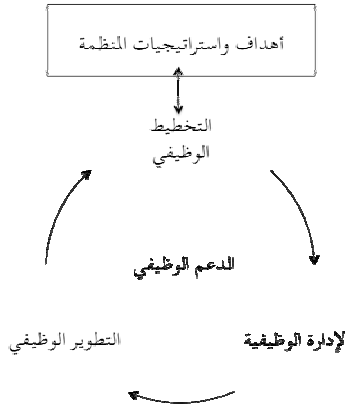 أهداف واستراتيجيات المنظمة
التخطيط
الوظيفي
الدعم الوظيفي
لإدارة الوظيفية
التطوير الوظيفي